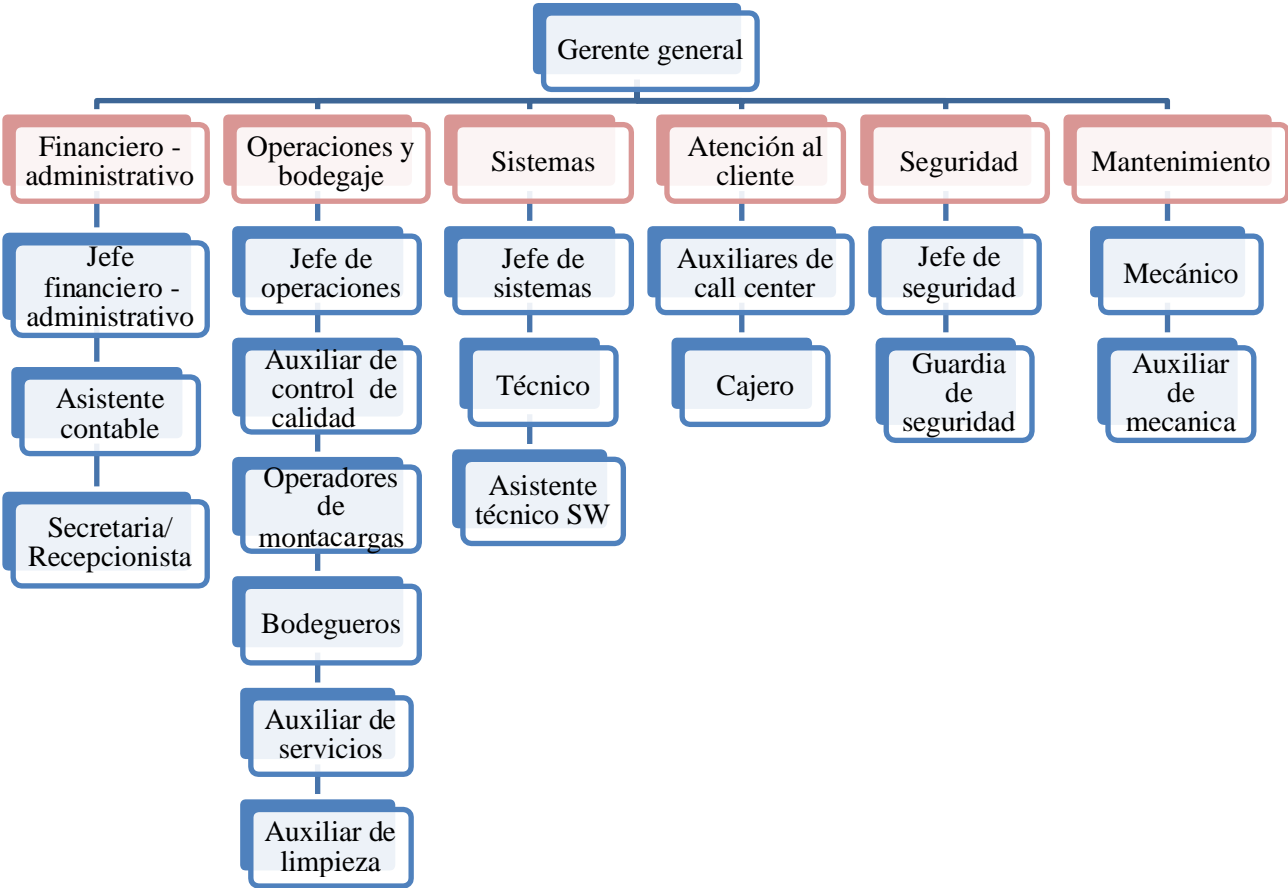 Gerente general
Financiero -
administrativo
Operaciones y
bodegaje
Sistemas
Atención al
cliente
Seguridad
Mantenimiento
Jefe
financiero -
administrativo
Asistente
contable
Secretaria/
Recepcionista
Jefe de
operaciones
Auxiliar de
control de
calidad
Operadores
de
montacargas
Bodegueros
Auxiliar de
servicios
Auxiliar de
limpieza
Jefe de
sistemas
Técnico
Asistente
técnico SW
Auxiliares de
call center
Cajero
Jefe de
seguridad
Guardia
de
seguridad
Mecánico
Auxiliar
de
mecanica